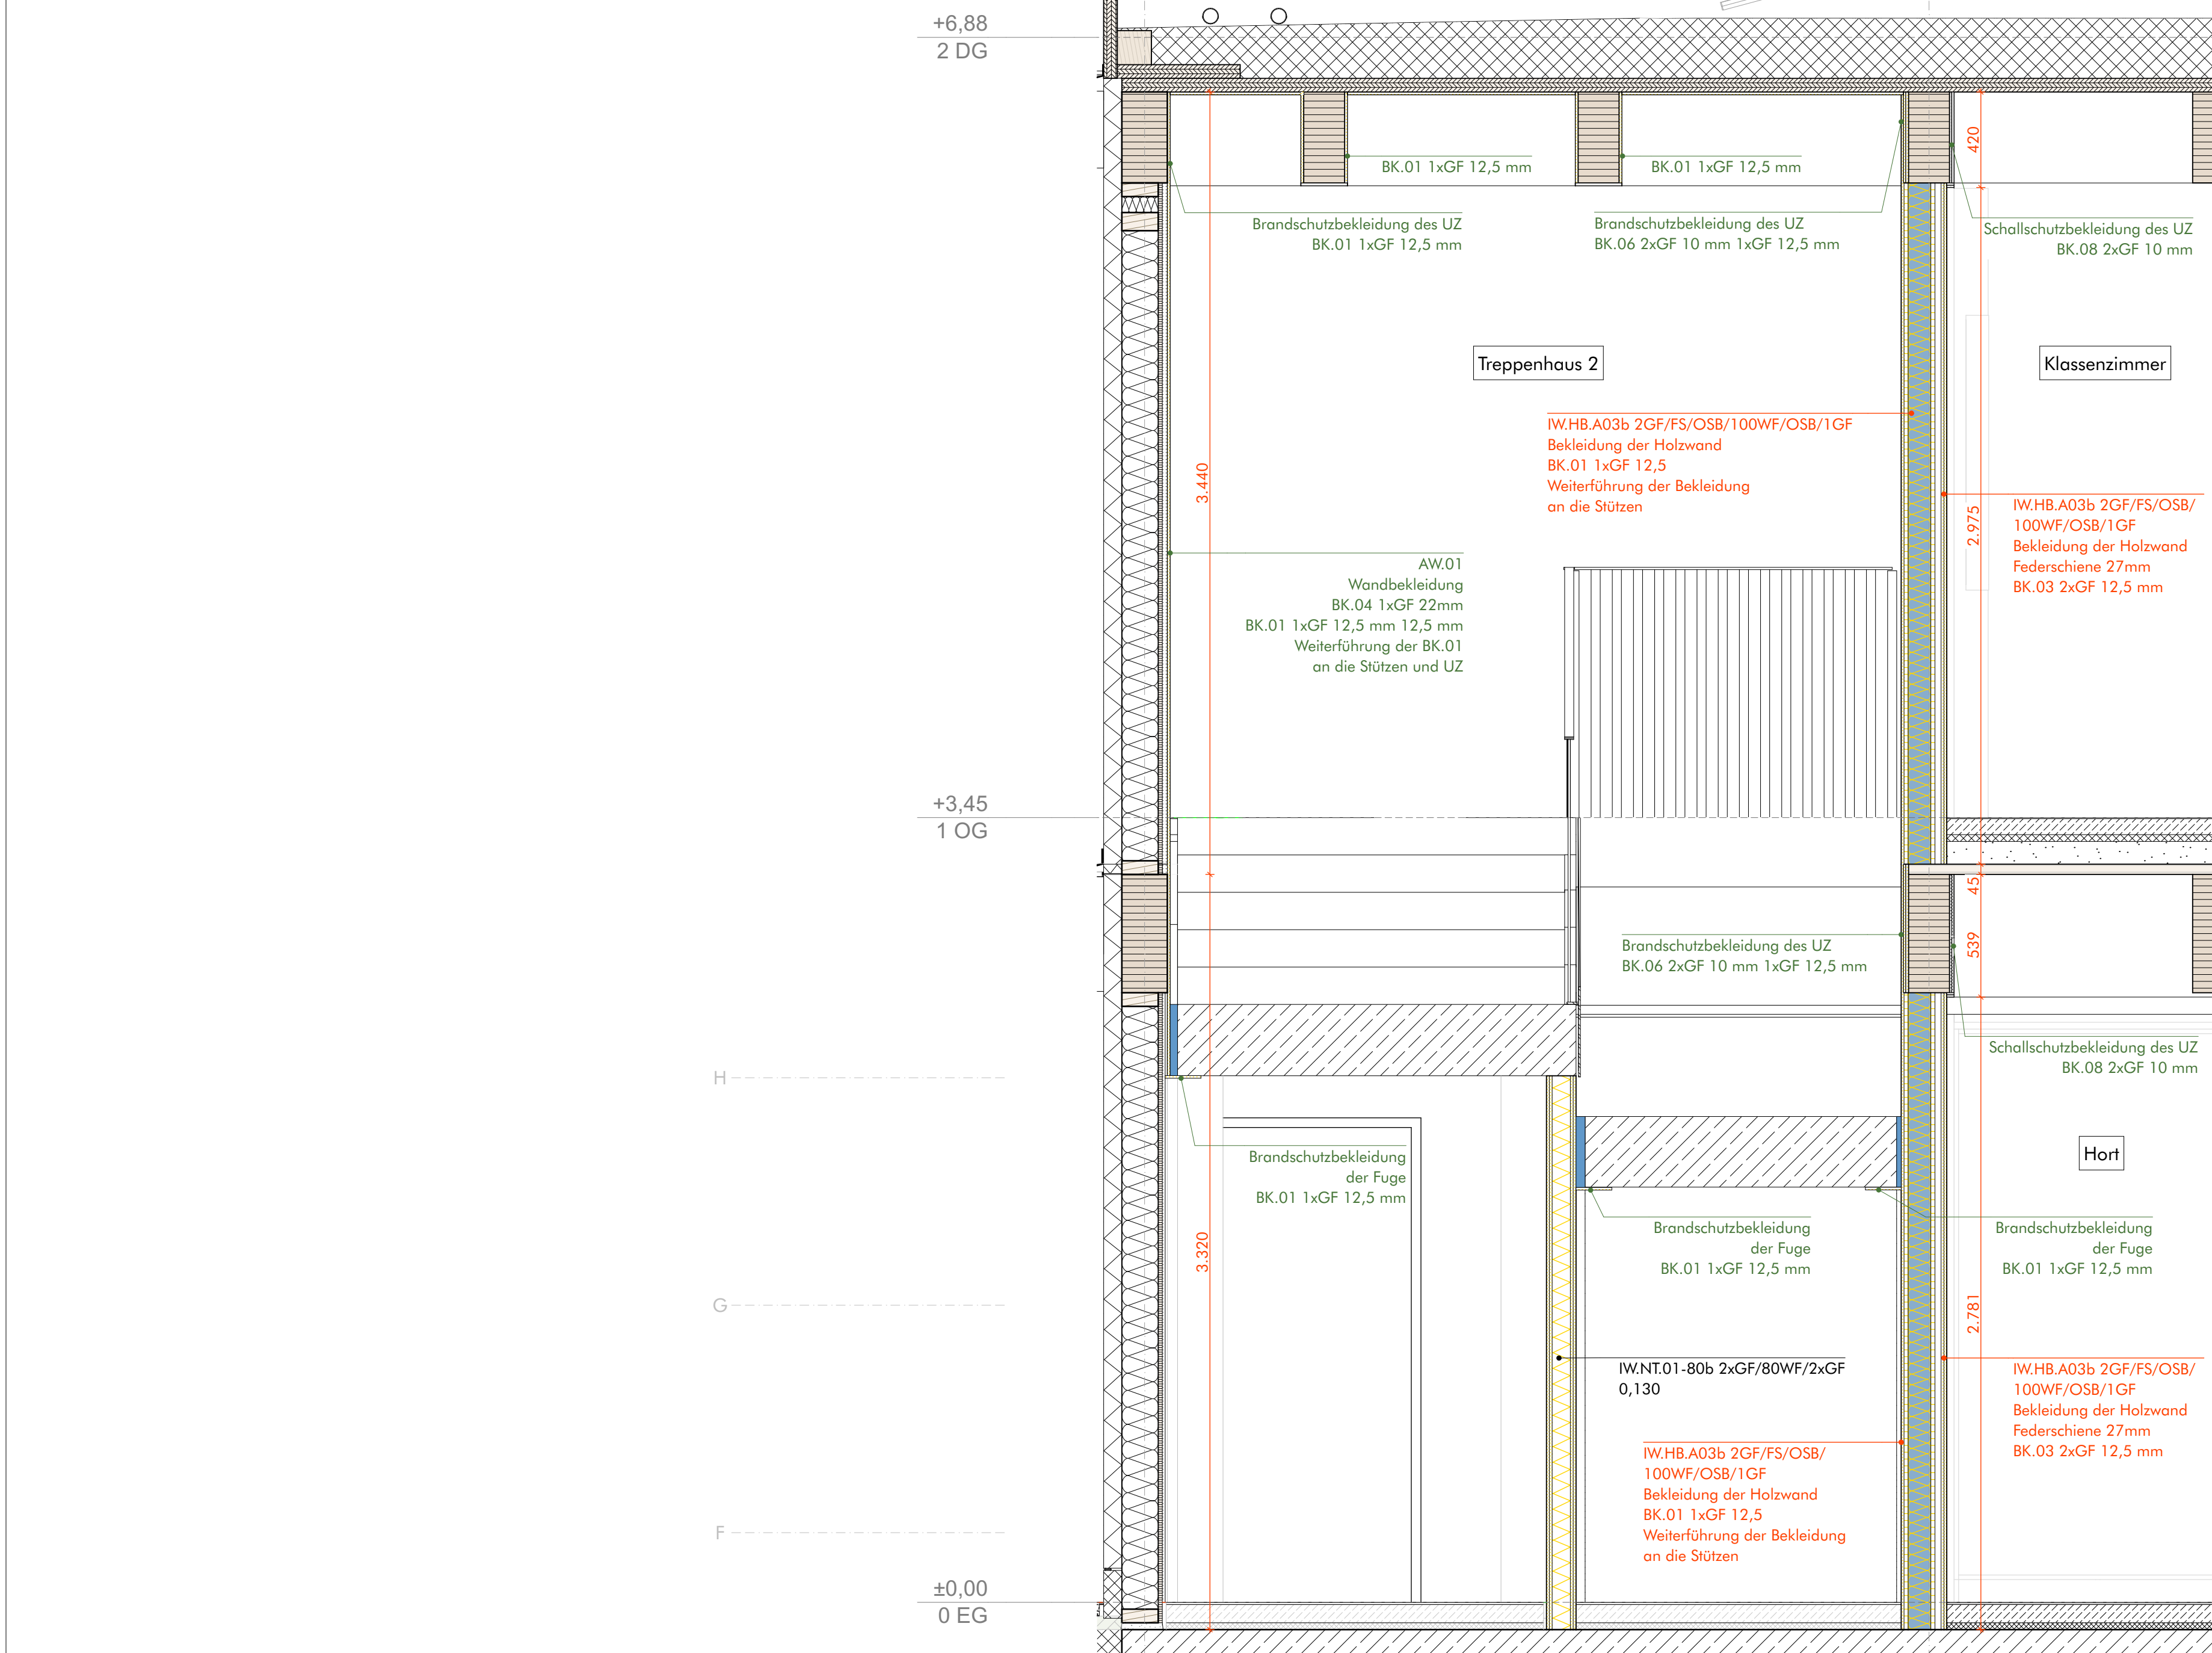 +6,88
2 DG
420
BK.01 1xGF 12,5 mm
BK.01 1xGF 12,5 mm
Brandschutzbekleidung des UZ
BK.01 1xGF 12,5 mm
Brandschutzbekleidung des UZ
BK.06 2xGF 10 mm 1xGF 12,5 mm
Schallschutzbekleidung des UZ
BK.08 2xGF 10 mm
Treppenhaus 2
Klassenzimmer
IW.HB.A03b 2GF/FS/OSB/100WF/OSB/1GF
Bekleidung der Holzwand
BK.01 1xGF 12,5
Weiterführung der Bekleidung
an die Stützen
3.440
2.975
IW.HB.A03b 2GF/FS/OSB/
100WF/OSB/1GF
Bekleidung der Holzwand
Federschiene 27mm
BK.03 2xGF 12,5 mm
AW.01
Wandbekleidung
BK.04 1xGF 22mm
BK.01 1xGF 12,5 mm 12,5 mm
Weiterführung der BK.01
an die Stützen und UZ
+3,45
1 OG
45
539
Brandschutzbekleidung des UZ
BK.06 2xGF 10 mm 1xGF 12,5 mm
Schallschutzbekleidung des UZ
BK.08 2xGF 10 mm
H
Hort
Brandschutzbekleidung
der Fuge
BK.01 1xGF 12,5 mm
Brandschutzbekleidung
der Fuge
BK.01 1xGF 12,5 mm
Brandschutzbekleidung
der Fuge
BK.01 1xGF 12,5 mm
3.320
2.781
G
IW.NT.01-80b 2xGF/80WF/2xGF
0,130
IW.HB.A03b 2GF/FS/OSB/
100WF/OSB/1GF
Bekleidung der Holzwand
Federschiene 27mm
BK.03 2xGF 12,5 mm
IW.HB.A03b 2GF/FS/OSB/
100WF/OSB/1GF
Bekleidung der Holzwand
BK.01 1xGF 12,5
Weiterführung der Bekleidung
an die Stützen
F
±0,00
0 EG